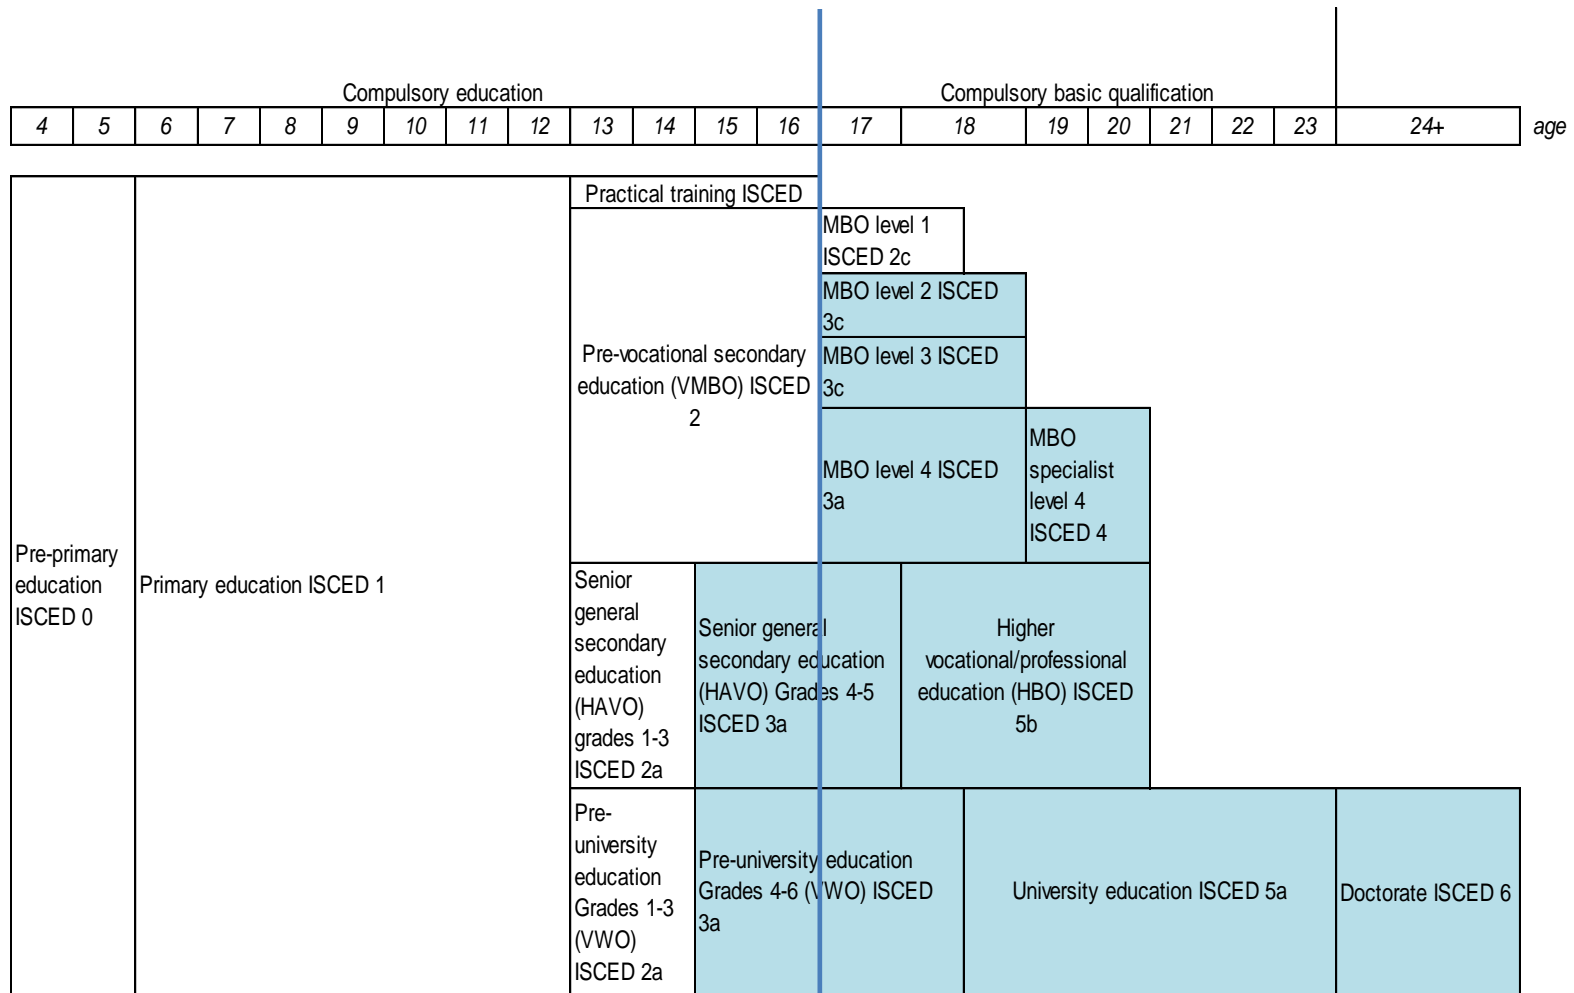 Compulsory education
Compulsory basic qualification
4 5 6 7 8 9 10 11 12 13 14 15 16 17 18 19 20 21 22 23 24+ age
Practical training ISCED
MBO level 1
ISCED 2c
MBO level 2 ISCED
3c
Pre-vocational secondary
education (VMBO) ISCED
2
MBO level 3 ISCED
3c
MBO level 4 ISCED
3a
MBO
specialist
level 4
ISCED 4
Pre-primary
education
ISCED 0
Primary education ISCED 1
Senior
general
secondary
education
(HAVO)
grades 1-3
ISCED 2a
Senior general
secondary education
(HAVO) Grades 4-5
ISCED 3a
Higher
vocational/professional
education (HBO) ISCED
5b
Pre-
university
education
Grades 1-3
(VWO)
ISCED 2a
Pre-university education
Grades 4-6 (VWO) ISCED
3a
University education ISCED 5a
Doctorate ISCED 6